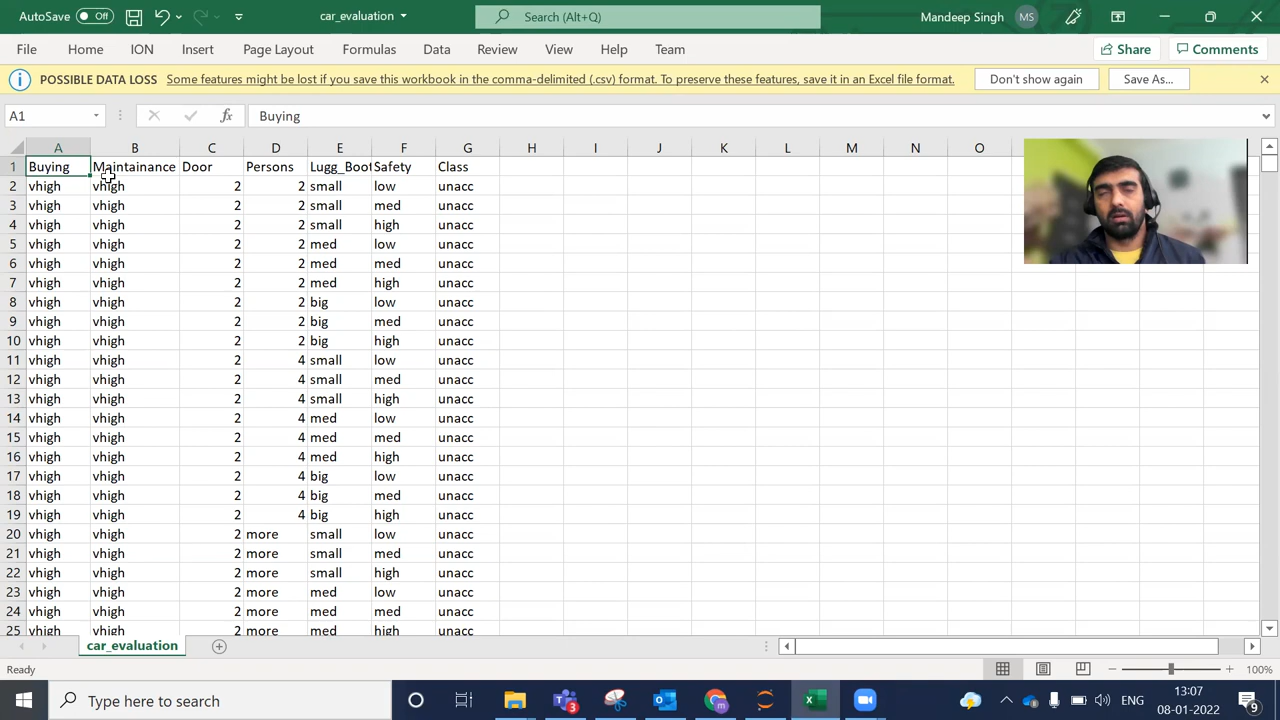 AutoSave Off car_evaluation Search (Alt+Q) Mandeep Singh MS
File Home ION Insert Page Layout Formulas Data Review View Help Team Share Comments
POSSIBLE DATA LOSS Some features might be lost if you save this workbook in the comma-delimited (.csv) format. To preserve these features, save it in an Excel file format. Don't show again Save As...
A1 fx Buying
A B C D E F G H I J K L M N O
1 Buying Maintainance Door Persons Lugg_Boot Safety Class
2 vhigh vhigh 2 2 small low unacc
3 vhigh vhigh 2 2 small med unacc
4 vhigh vhigh 2 2 small high unacc
5 vhigh vhigh 2 2 med low unacc
6 vhigh vhigh 2 2 med med unacc
7 vhigh vhigh 2 2 med high unacc
8 vhigh vhigh 2 2 big low unacc
9 vhigh vhigh 2 2 big med unacc
10 vhigh vhigh 2 2 big high unacc
11 vhigh vhigh 2 4 small low unacc
12 vhigh vhigh 2 4 small med unacc
13 vhigh vhigh 2 4 small high unacc
14 vhigh vhigh 2 4 med low unacc
15 vhigh vhigh 2 4 med med unacc
16 vhigh vhigh 2 4 med high unacc
17 vhigh vhigh 2 4 big low unacc
18 vhigh vhigh 2 4 big med unacc
19 vhigh vhigh 2 4 big high unacc
20 vhigh vhigh 2 more small low unacc
21 vhigh vhigh 2 more small med unacc
22 vhigh vhigh 2 more small high unacc
23 vhigh vhigh 2 more med low unacc
24 vhigh vhigh 2 more med med unacc
25 vhigh vhigh 2 more med high unacc
car_evaluation
Ready 100%
Type here to search 3 ENG 13:07
08-01-2022 9